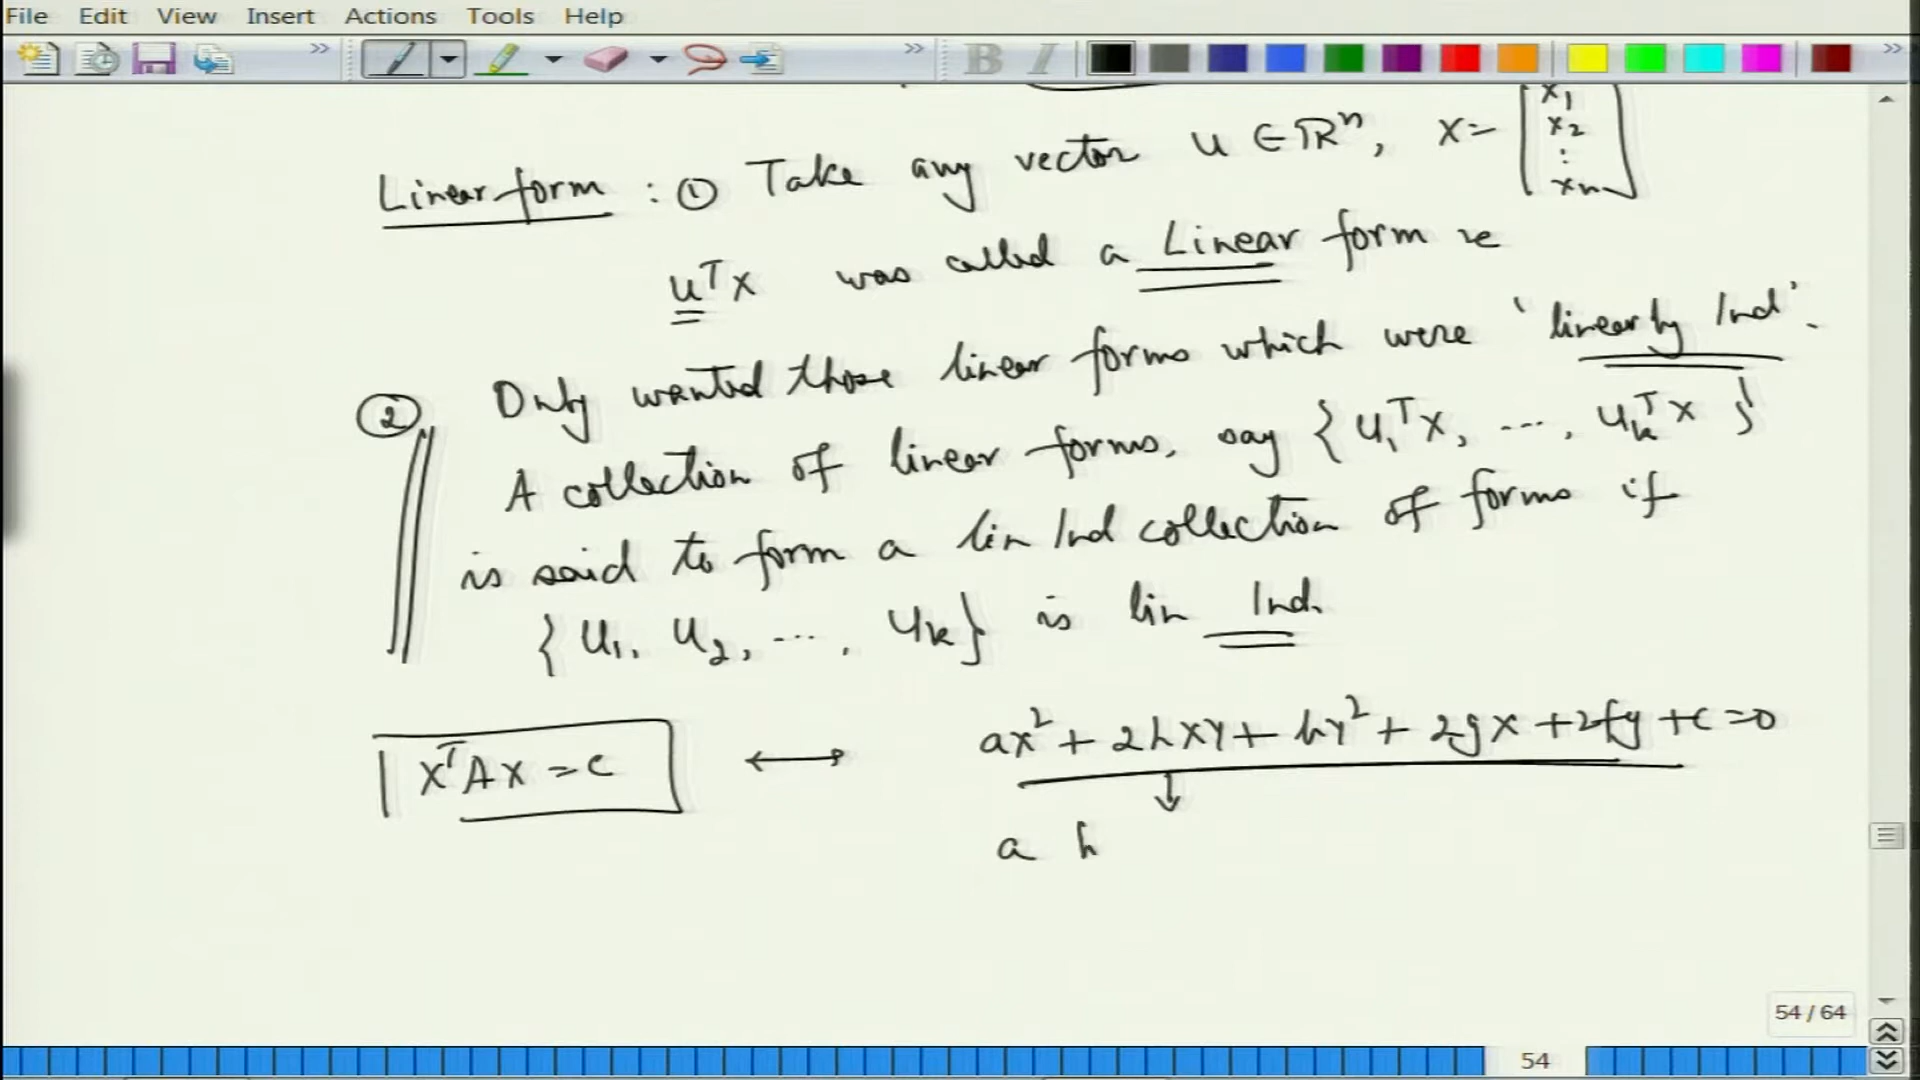 File Edit View Insert Actions Tools Help
B I
Linear form : ① Take any vector u ∈ ℝⁿ, x = [x₁ x₂ ⋮ xₙ]
uᵀx was called a Linear form
② Only wanted those linear forms which were 'linearly Ind'.
A collection of linear forms, say {u₁ᵀx, ..., uₖᵀx}
is said to form a lin Ind collection of forms if
{u₁, u₂, ..., uₖ} is lin Ind.
xᵀAx = c ↔ ax² + 2hxy + by² + 2gx + 2fy + c = 0
a h
54 / 64
54